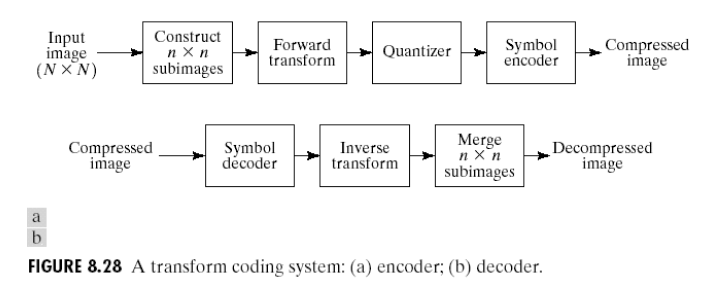 Input
image
(N × N)
Construct
n × n
subimages
Forward
transform
Quantizer
Symbol
encoder
Compressed
image
Compressed
image
Symbol
decoder
Inverse
transform
Merge
n × n
subimages
Decompressed
image
a
b
FIGURE 8.28 A transform coding system: (a) encoder; (b) decoder.